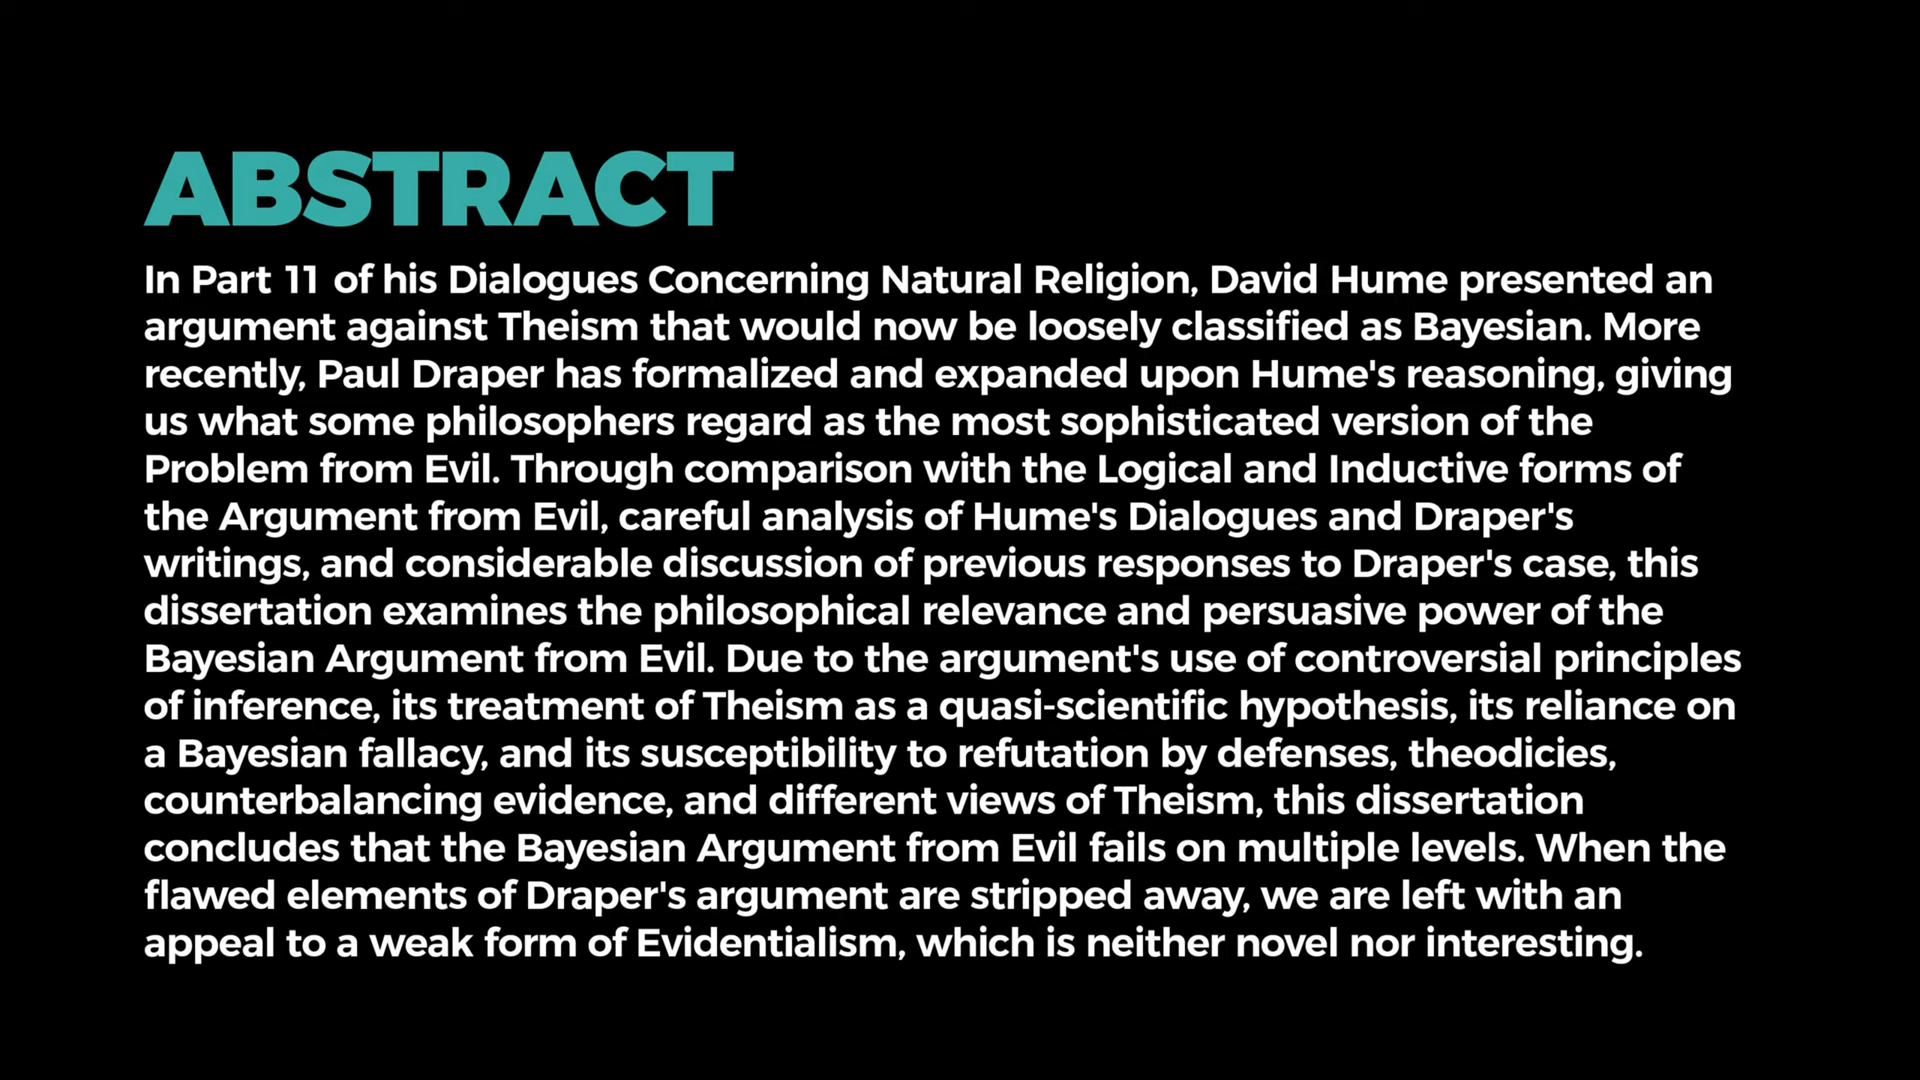 ABSTRACT
In Part 11 of his Dialogues Concerning Natural Religion, David Hume presented an
argument against Theism that would now be loosely classified as Bayesian. More
recently, Paul Draper has formalized and expanded upon Hume's reasoning, giving
us what some philosophers regard as the most sophisticated version of the
Problem from Evil. Through comparison with the Logical and Inductive forms of
the Argument from Evil, careful analysis of Hume's Dialogues and Draper's
writings, and considerable discussion of previous responses to Draper's case, this
dissertation examines the philosophical relevance and persuasive power of the
Bayesian Argument from Evil. Due to the argument's use of controversial principles
of inference, its treatment of Theism as a quasi-scientific hypothesis, its reliance on
a Bayesian fallacy, and its susceptibility to refutation by defenses, theodicies,
counterbalancing evidence, and different views of Theism, this dissertation
concludes that the Bayesian Argument from Evil fails on multiple levels. When the
flawed elements of Draper's argument are stripped away, we are left with an
appeal to a weak form of Evidentialism, which is neither novel nor interesting.